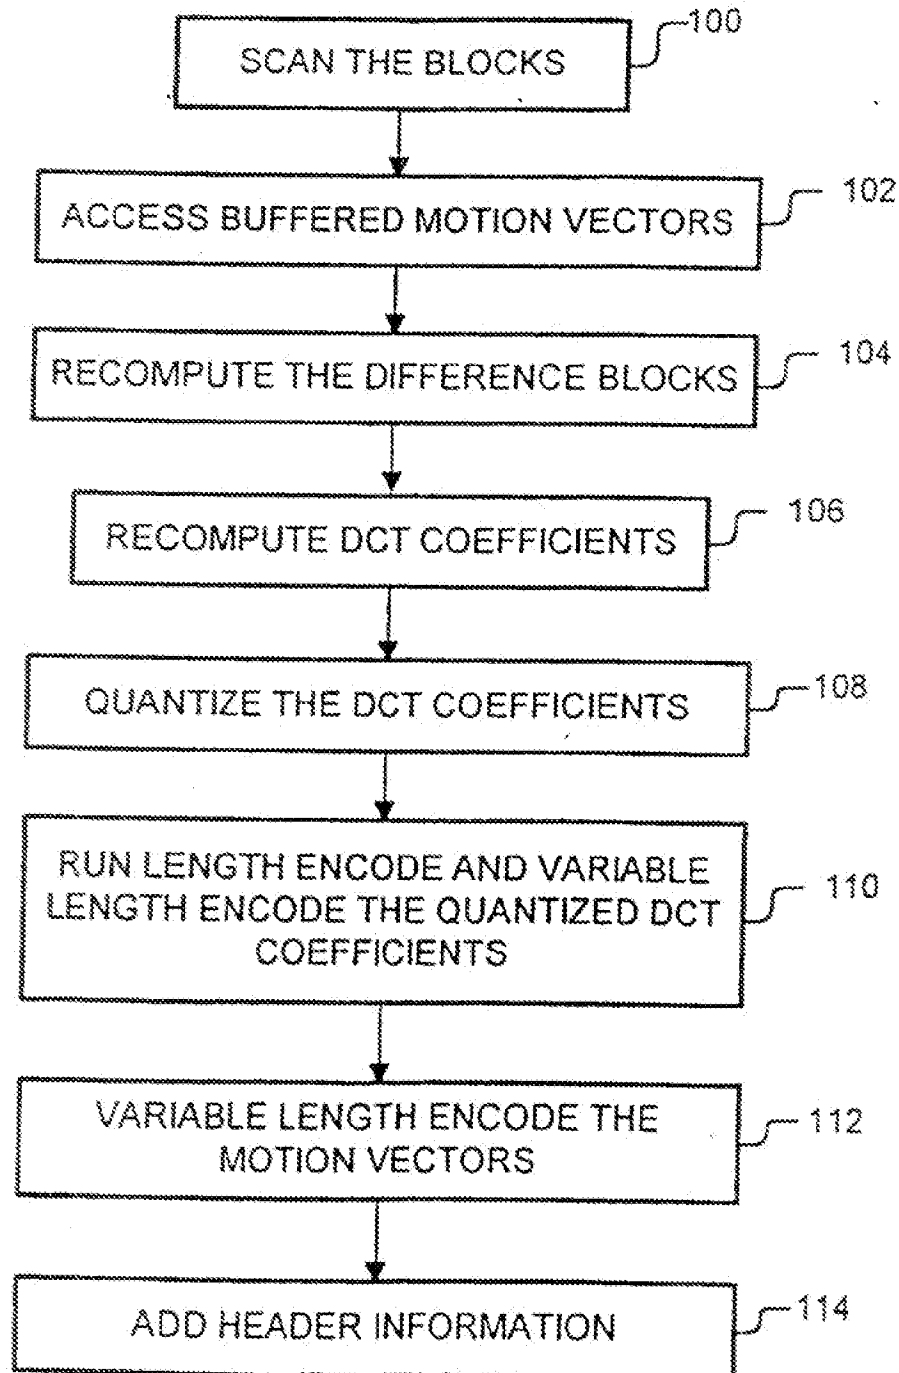 100
SCAN THE BLOCKS
102
ACCESS BUFFERED MOTION VECTORS
104
RECOMPUTE THE DIFFERENCE BLOCKS
106
RECOMPUTE DCT COEFFICIENTS
108
QUANTIZE THE DCT COEFFICIENTS
RUN LENGTH ENCODE AND VARIABLE
LENGTH ENCODE THE QUANTIZED DCT
COEFFICIENTS
110
VARIABLE LENGTH ENCODE THE
MOTION VECTORS
112
ADD HEADER INFORMATION
114